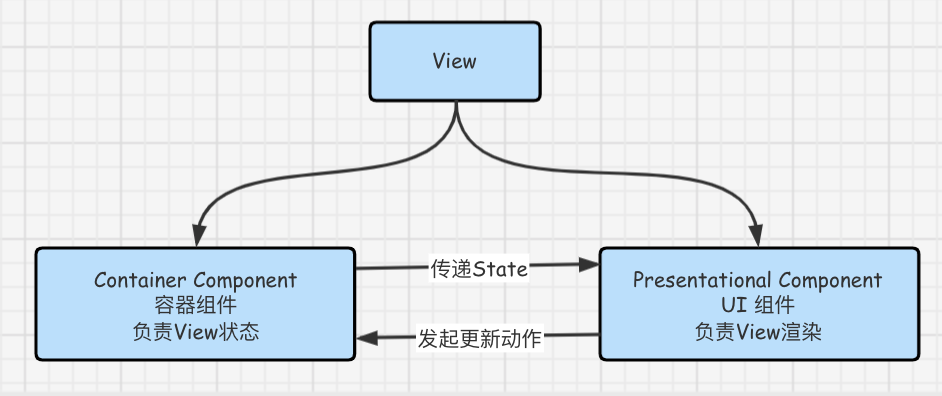 View
传递State
Container Component
容器组件
负责View状态
Presentational Component
UI 组件
负责View渲染
发起更新动作